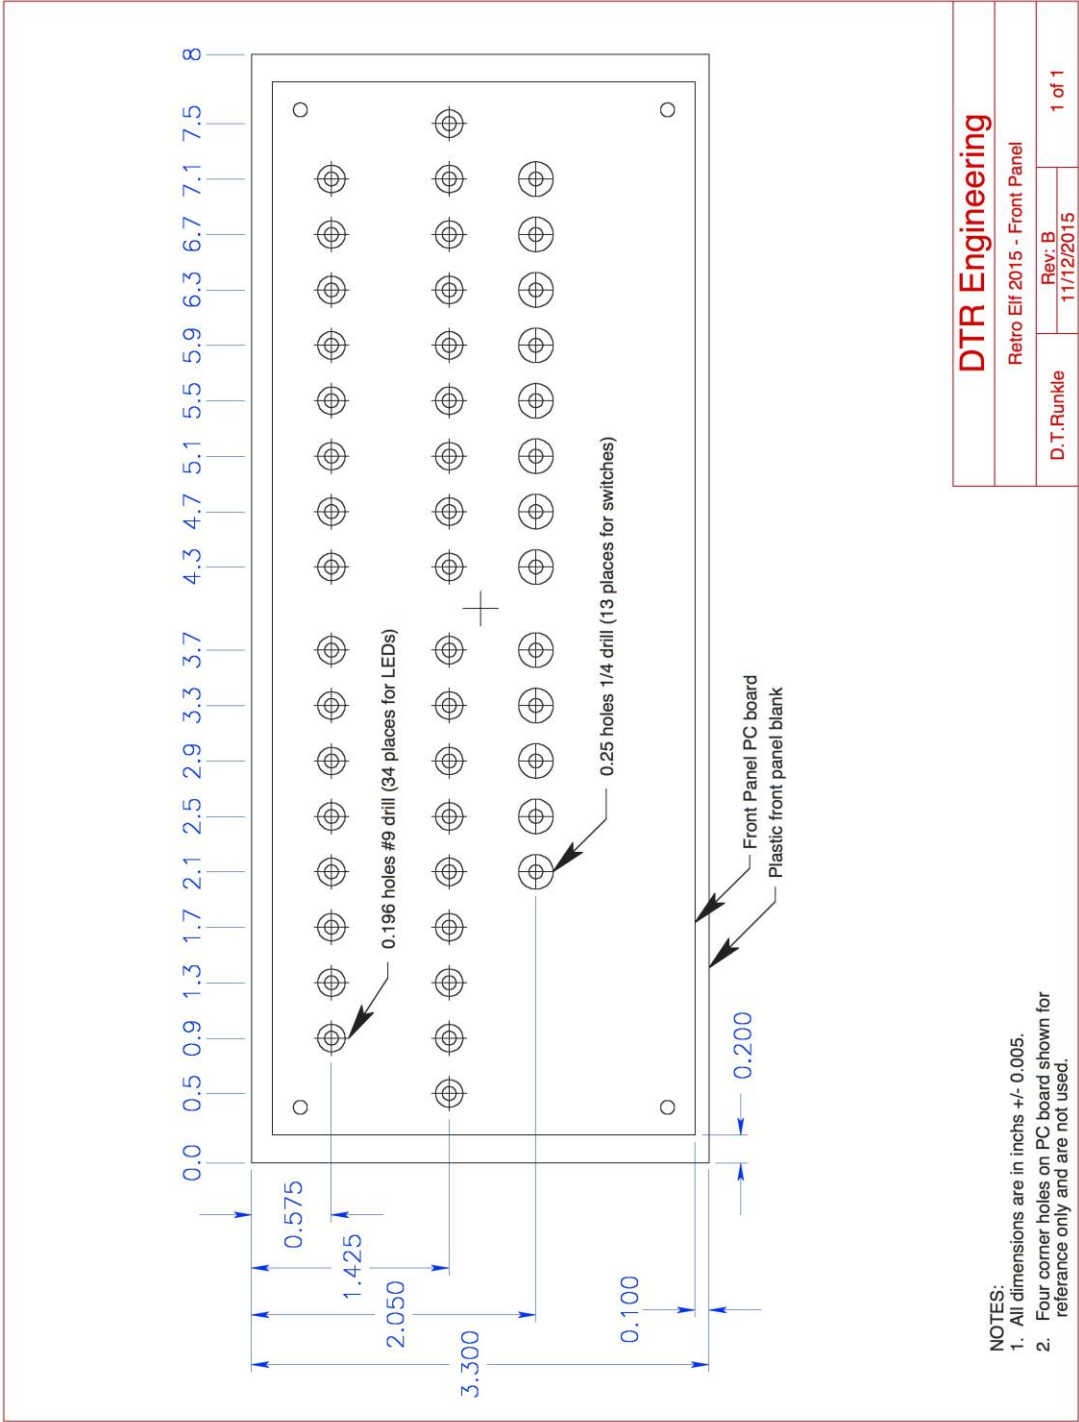 0.0 0.5 0.9 1.3 1.7 2.1 2.5 2.9 3.3 3.7 4.3 4.7 5.1 5.5 5.9 6.3 6.7 7.1 7.5 8
0.575
1.425
2.050
3.300
0.100
0.200
0.196 holes #9 drill (34 places for LEDs)
0.25 holes 1/4 drill (13 places for switches)
Front Panel PC board
Plastic front panel blank
NOTES:
1. All dimensions are in inchs +/- 0.005.
2. Four corner holes on PC board shown for
referance only and are not used.
DTR Engineering
Retro Elf 2015 - Front Panel
D.T.Runkle
Rev: B
11/12/2015
1 of 1